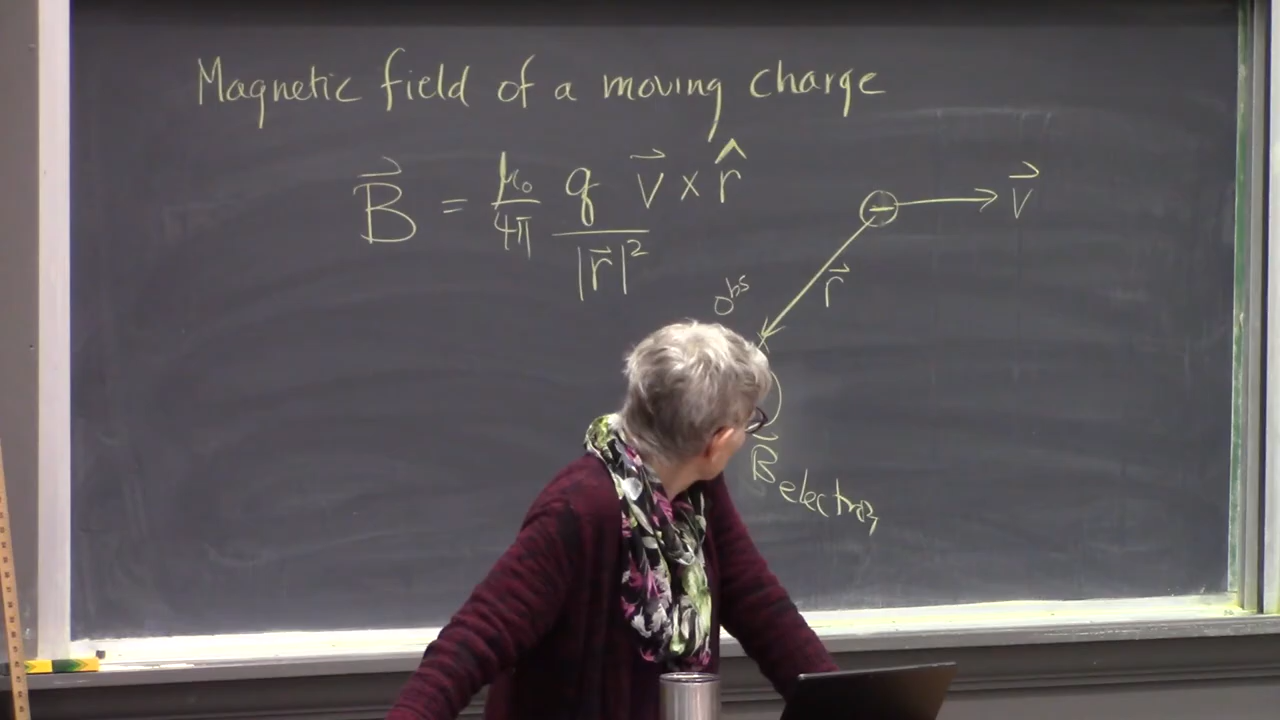 Magnetic field of a moving charge
B⃗ = μ₀/4π q v⃗ × r̂ / |r⃗|²
− v⃗
r⃗
obs
B⃗ electron